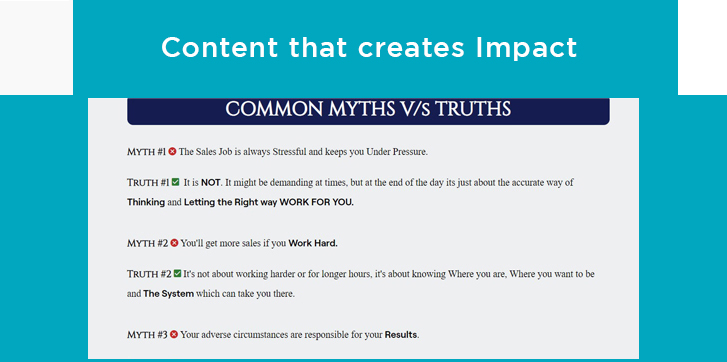 Content that creates Impact
COMMON MYTHS V/S TRUTHS
MYTH #1 ❌ The Sales Job is always Stressful and keeps you Under Pressure.
TRUTH #1 ✅ It is NOT. It might be demanding at times, but at the end of the day its just about the accurate way of
Thinking and Letting the Right way WORK FOR YOU.
MYTH #2 ❌ You'll get more sales if you Work Hard.
TRUTH #2 ✅ It's not about working harder or for longer hours, it's about knowing Where you are, Where you want to be
and The System which can take you there.
MYTH #3 ❌ Your adverse circumstances are responsible for your Results.